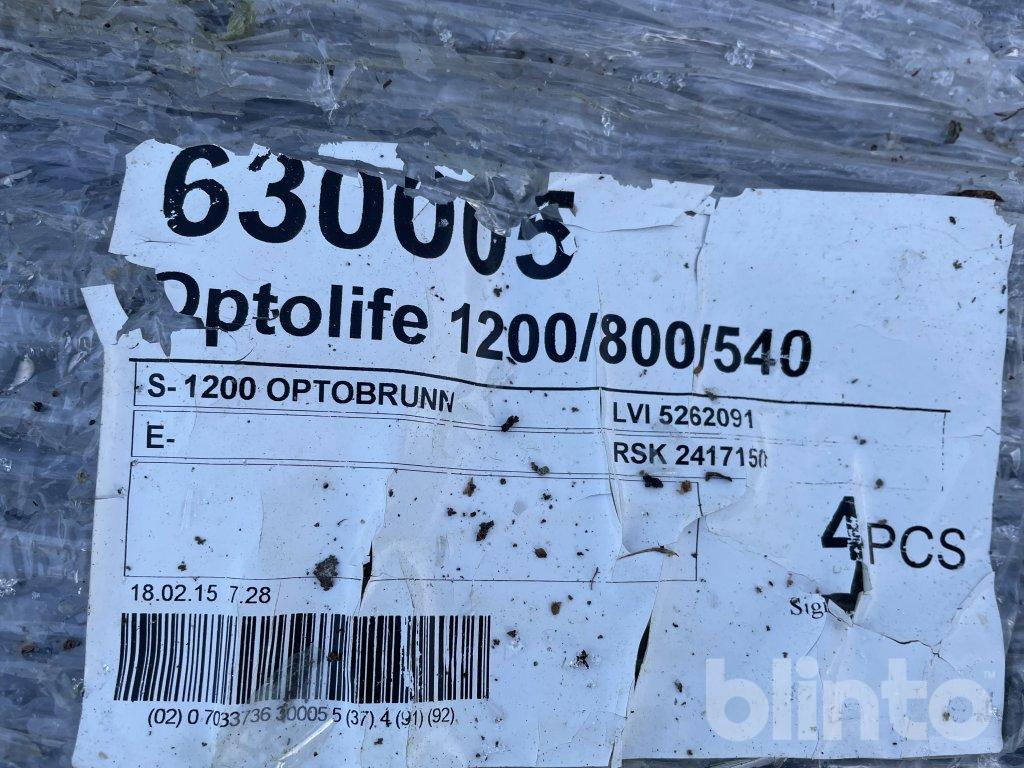 630005
Optolife 1200/800/540
S- 1200 OPTOBRUNN
LVI 5262091
E-
RSK 2417150
4 PCS
18.02.15 7.28
(02) 0 7033736 30005 5 (37) 4 (91) (92)
blinto™